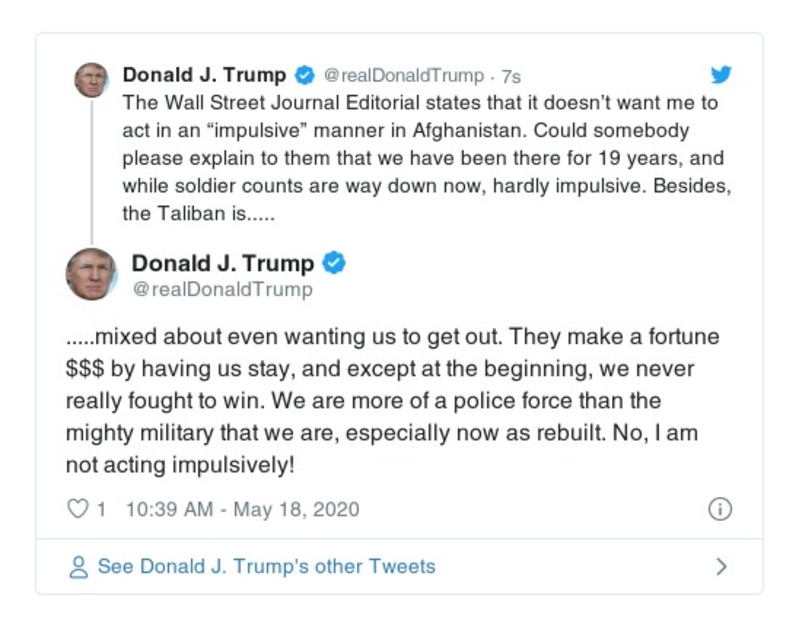 Donald J. Trump @realDonaldTrump · 7s
The Wall Street Journal Editorial states that it doesn’t want me to
act in an “impulsive” manner in Afghanistan. Could somebody
please explain to them that we have been there for 19 years, and
while soldier counts are way down now, hardly impulsive. Besides,
the Taliban is.....
Donald J. Trump
@realDonaldTrump
.....mixed about even wanting us to get out. They make a fortune
$$$ by having us stay, and except at the beginning, we never
really fought to win. We are more of a police force than the
mighty military that we are, especially now as rebuilt. No, I am
not acting impulsively!
1 10:39 AM - May 18, 2020
See Donald J. Trump's other Tweets